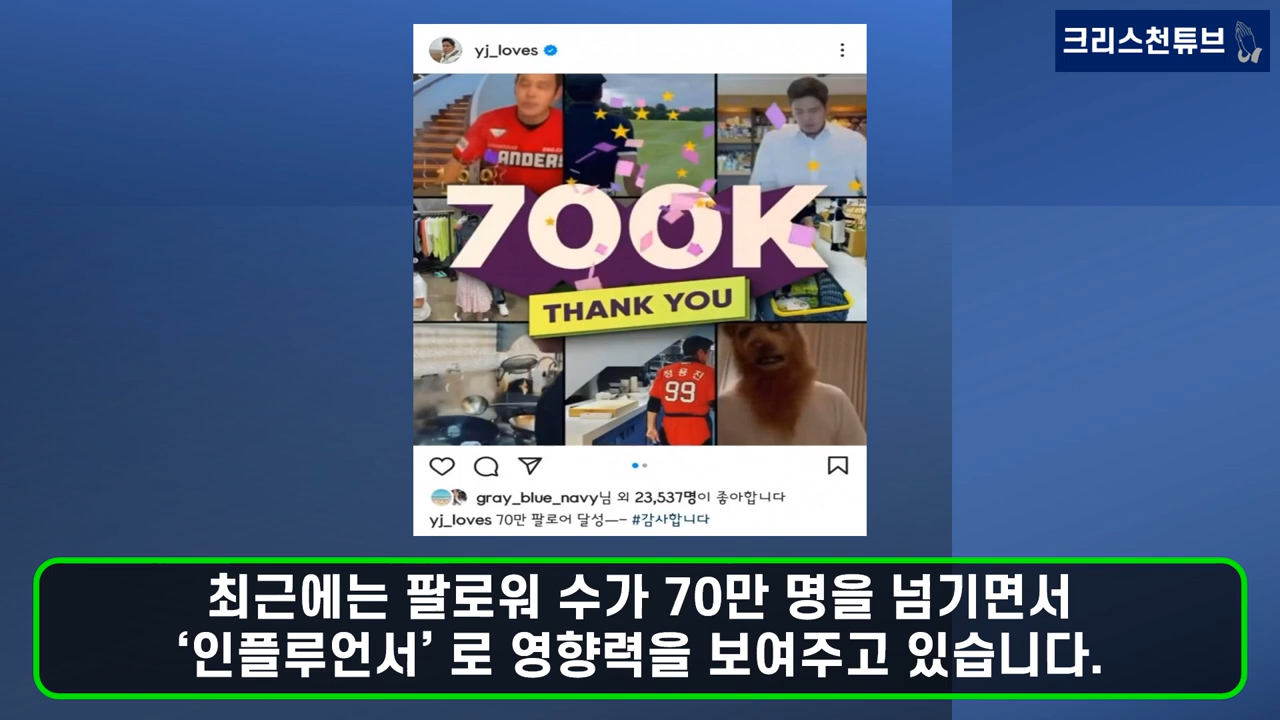 크리스천튜브
yj_loves
ANDERS
700K
THANK YOU
정용진
99
gray_blue_navy님 외 23,537명이 좋아합니다
yj_loves 70만 팔로어 달성—– #감사합니다
최근에는 팔로워 수가 70만 명을 넘기면서
‘인플루언서’ 로 영향력을 보여주고 있습니다.